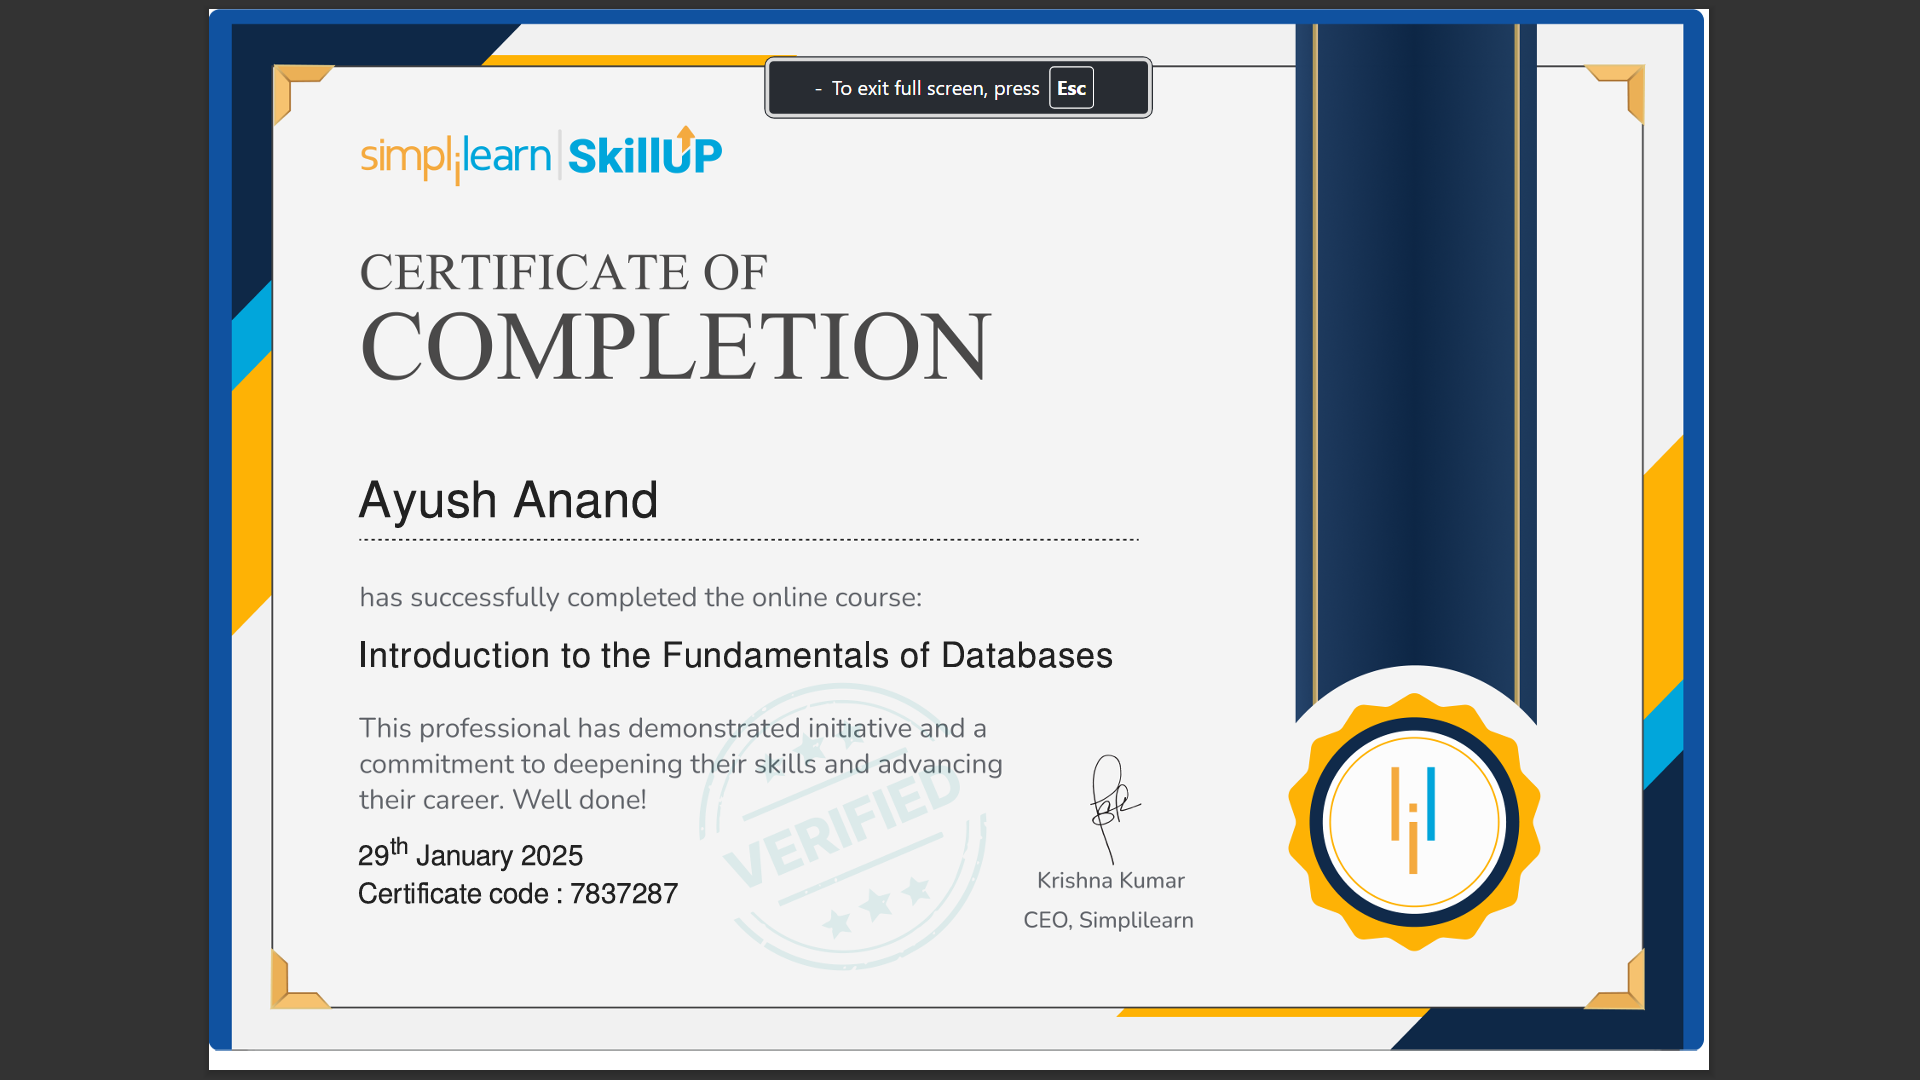 - To exit full screen, press Esc
simplilearn | SkillUP
CERTIFICATE OF
COMPLETION
Ayush Anand
has successfully completed the online course:
Introduction to the Fundamentals of Databases
This professional has demonstrated initiative and a
commitment to deepening their skills and advancing
their career. Well done!
VERIFIED
29th January 2025
Certificate code : 7837287
Krishna Kumar
CEO, Simplilearn